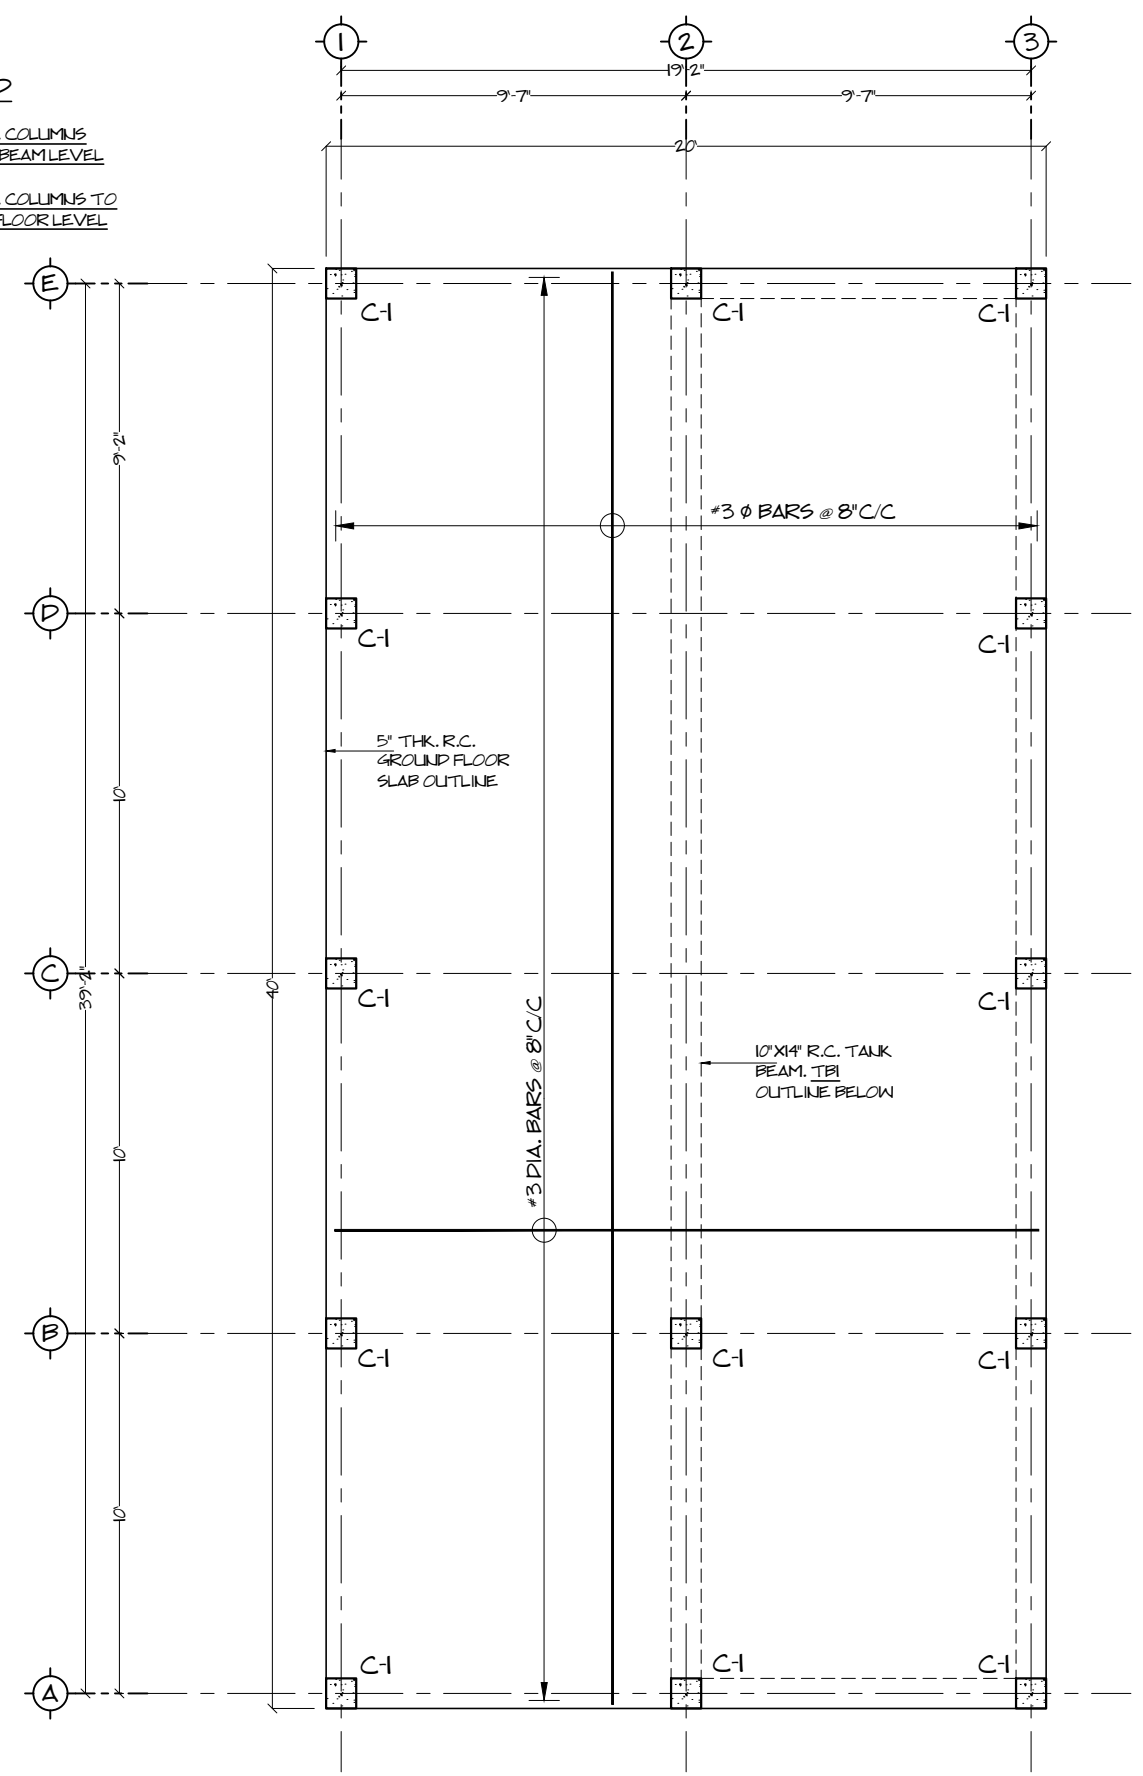 1
2
3
19'-2"
9'-7"
9'-7"
20'
COLUMNS
BEAM LEVEL
COLUMNS TO
FLOOR LEVEL
E
C-1
C-1
C-1
9'-2"
#3 Ø BARS @ 8"C/C
D
C-1
C-1
5" THK. R.C.
GROUND FLOOR
SLAB OUTLINE
10'
C
39'-2"
40'
C-1
C-1
#3 DIA. BARS @ 8"C/C
10"X14" R.C. TANK
BEAM. TB1
OUTLINE BELOW
10'
B
C-1
C-1
C-1
10'
A
C-1
C-1
C-1